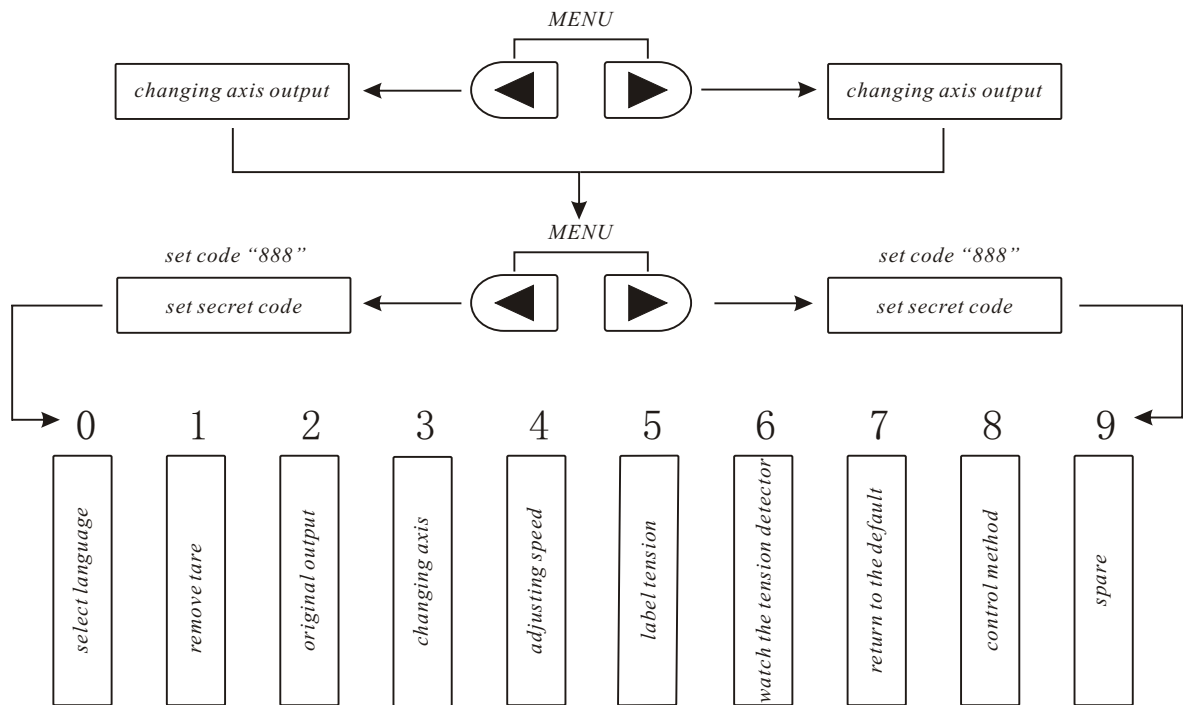 MENU
changing axis output
changing axis output
MENU
set code “888”
set code “888”
set secret code
set secret code
0 1 2 3 4 5 6 7 8 9
select language
remove tare
original output
changing axis
adjusting speed
label tension
watch the tension detector
return to the default
control method
spare